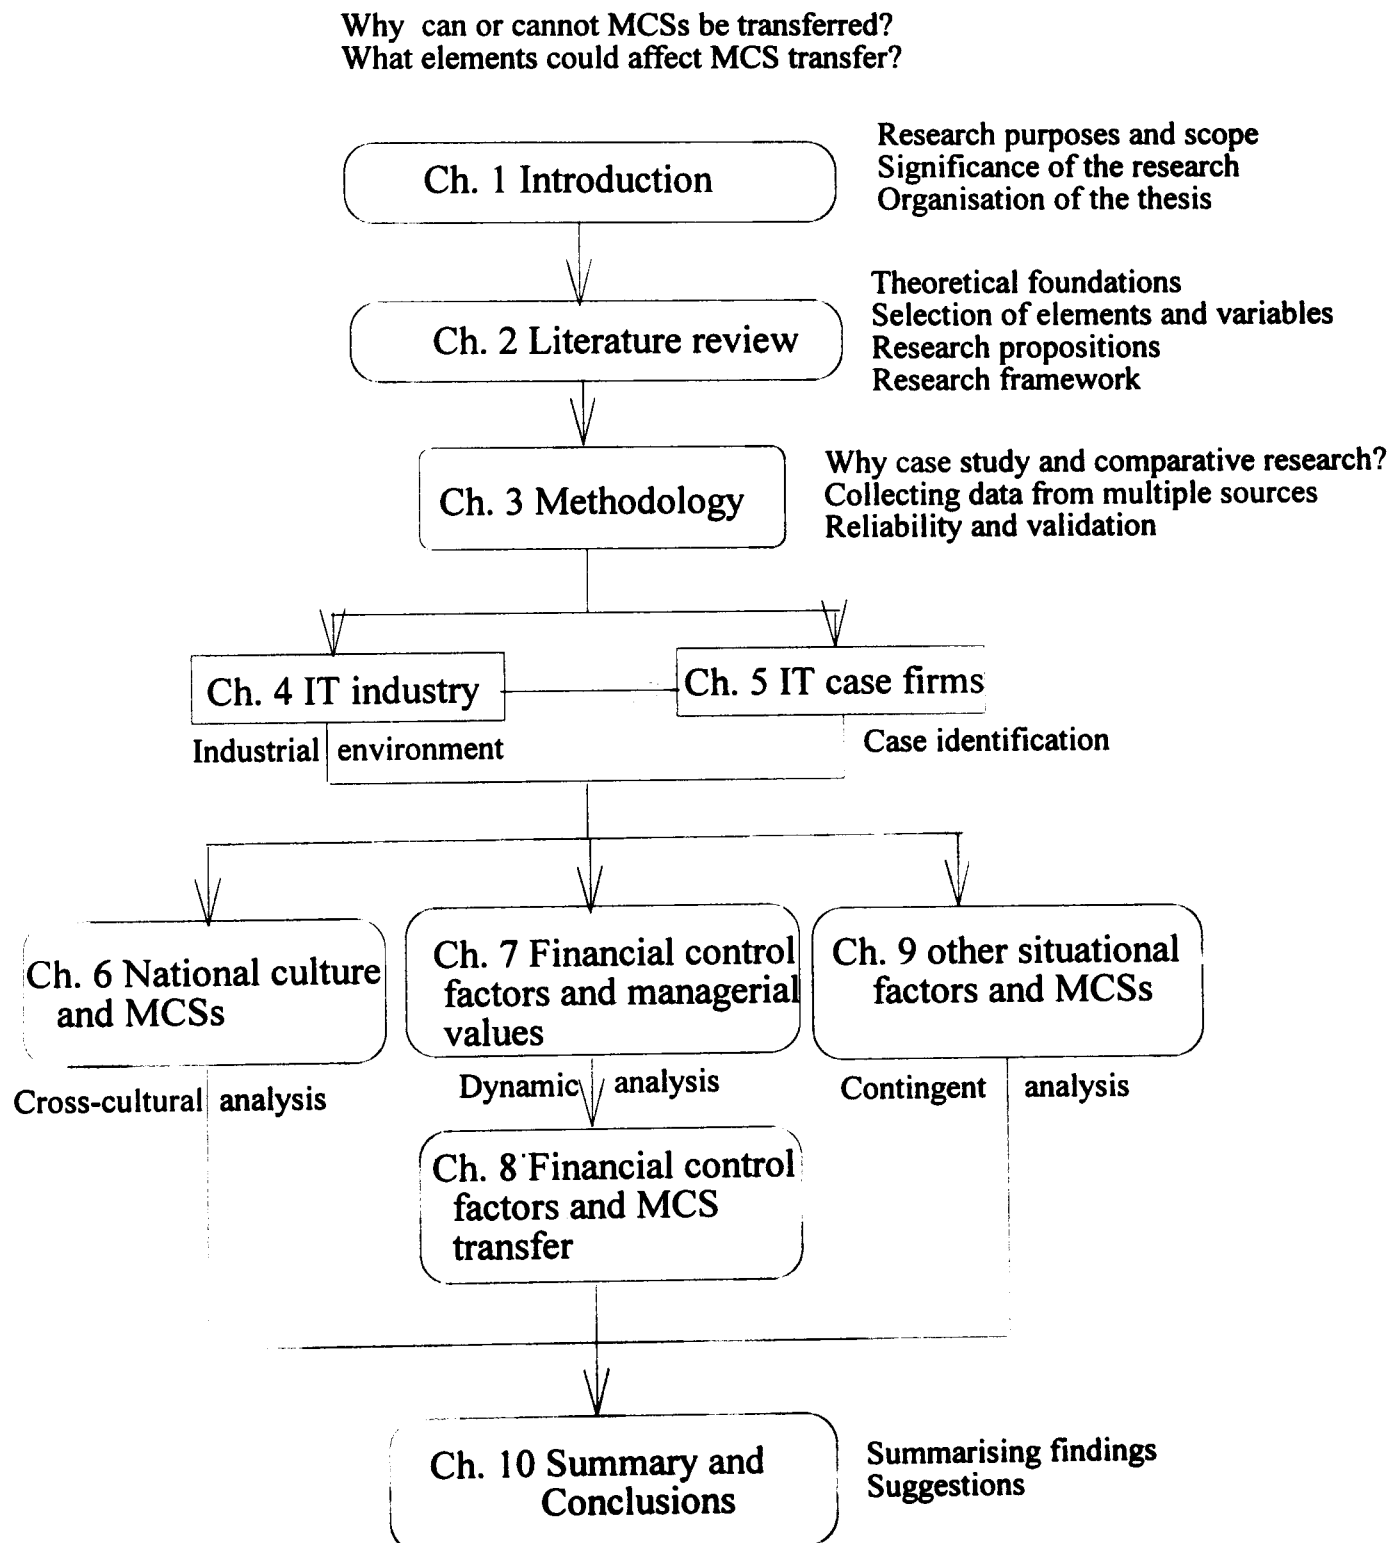 Why can or cannot MCSs be transferred?
What elements could affect MCS transfer?
Ch. 1 Introduction
Research purposes and scope
Significance of the research
Organisation of the thesis
Ch. 2 Literature review
Theoretical foundations
Selection of elements and variables
Research propositions
Research framework
Ch. 3 Methodology
Why case study and comparative research?
Collecting data from multiple sources
Reliability and validation
Ch. 4 IT industry
Ch. 5 IT case firms
Industrial environment
Case identification
Ch. 6 National culture
and MCSs
Ch. 7 Financial control
factors and managerial
values
Ch. 9 other situational
factors and MCSs
Cross-cultural analysis
Dynamic analysis
Contingent analysis
Ch. 8 Financial control
factors and MCS
transfer
Ch. 10 Summary and
Conclusions
Summarising findings
Suggestions